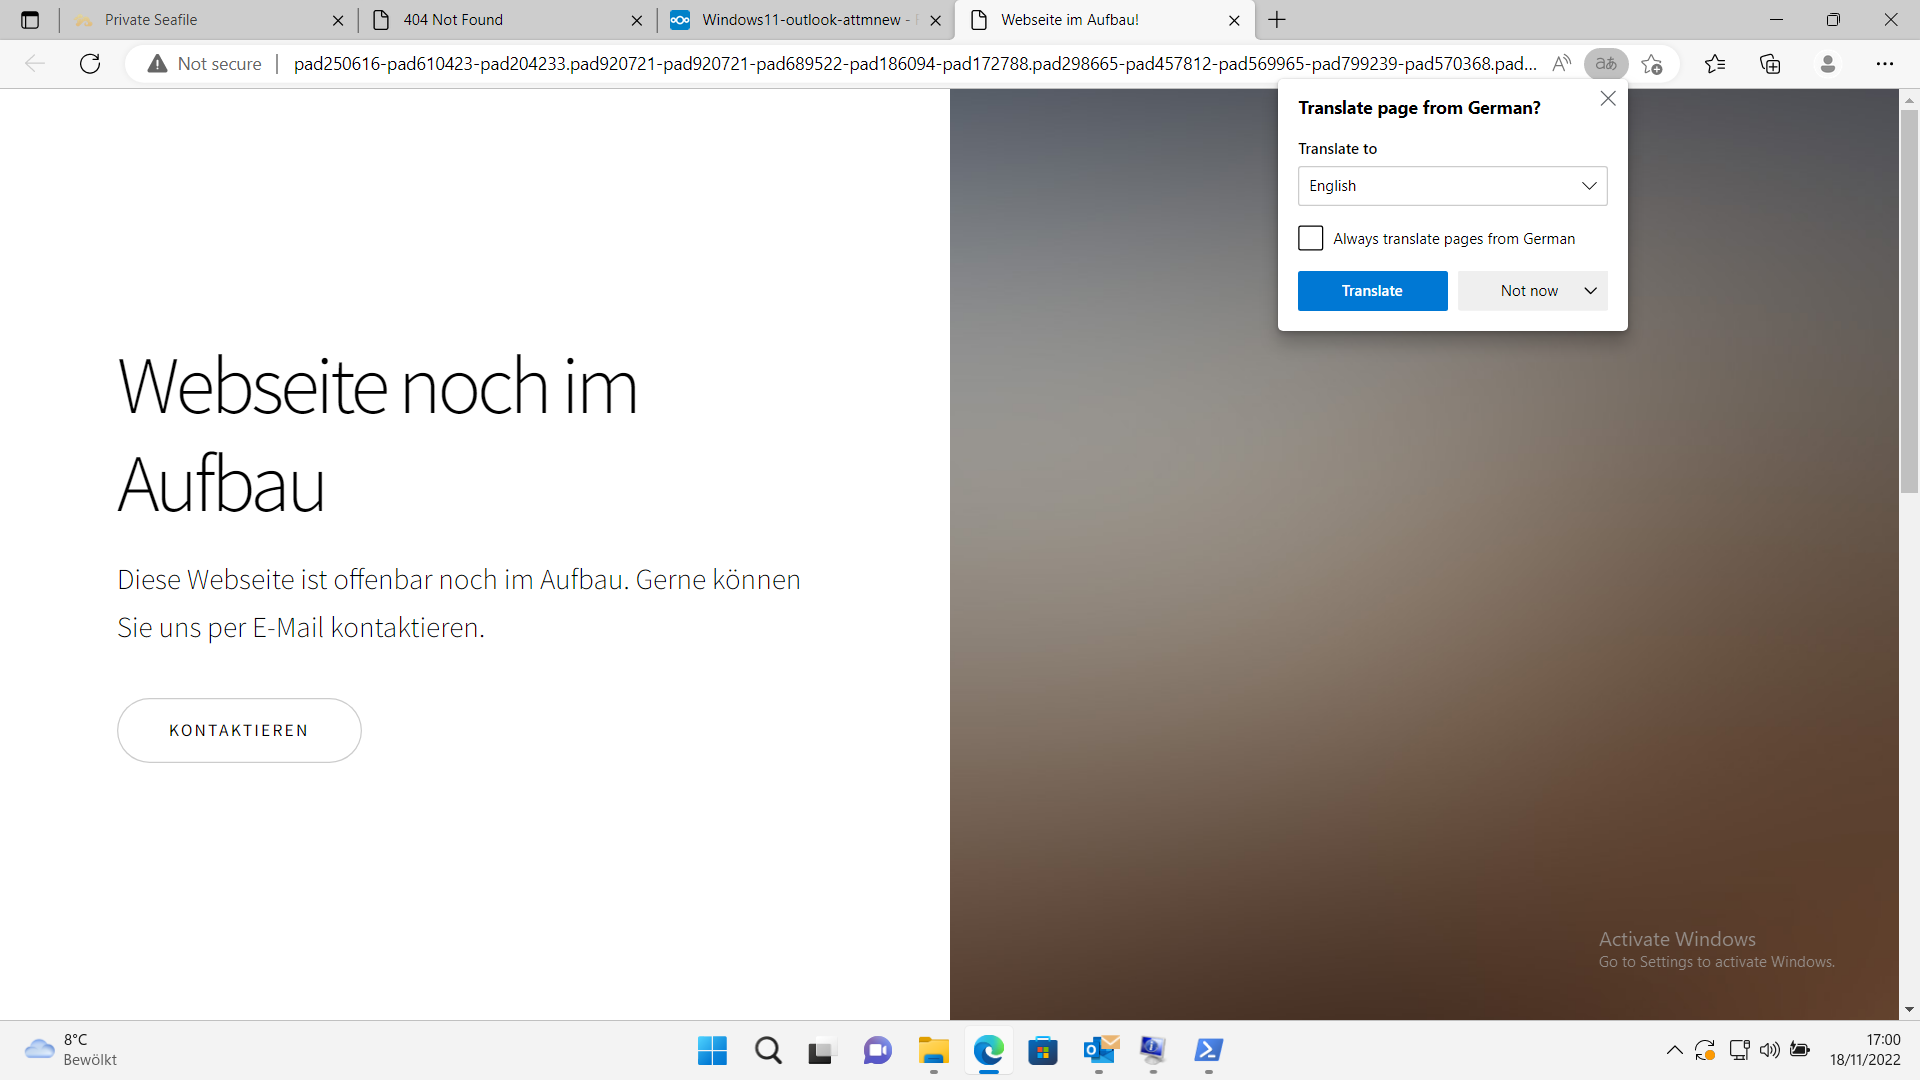 Private Seafile
404 Not Found
Windows11-outlook-attmnew -
Webseite im Aufbau!
Not secure
pad250616-pad610423-pad204233.pad920721-pad920721-pad689522-pad186094-pad172788.pad298665-pad457812-pad569965-pad799239-pad570368.pad...
Translate page from German?
Translate to
English
Always translate pages from German
Translate
Not now
Webseite noch im
Aufbau
Diese Webseite ist offenbar noch im Aufbau. Gerne können
Sie uns per E-Mail kontaktieren.
KONTAKTIEREN
Activate Windows
Go to Settings to activate Windows.
8°C
Bewölkt
17:00
18/11/2022